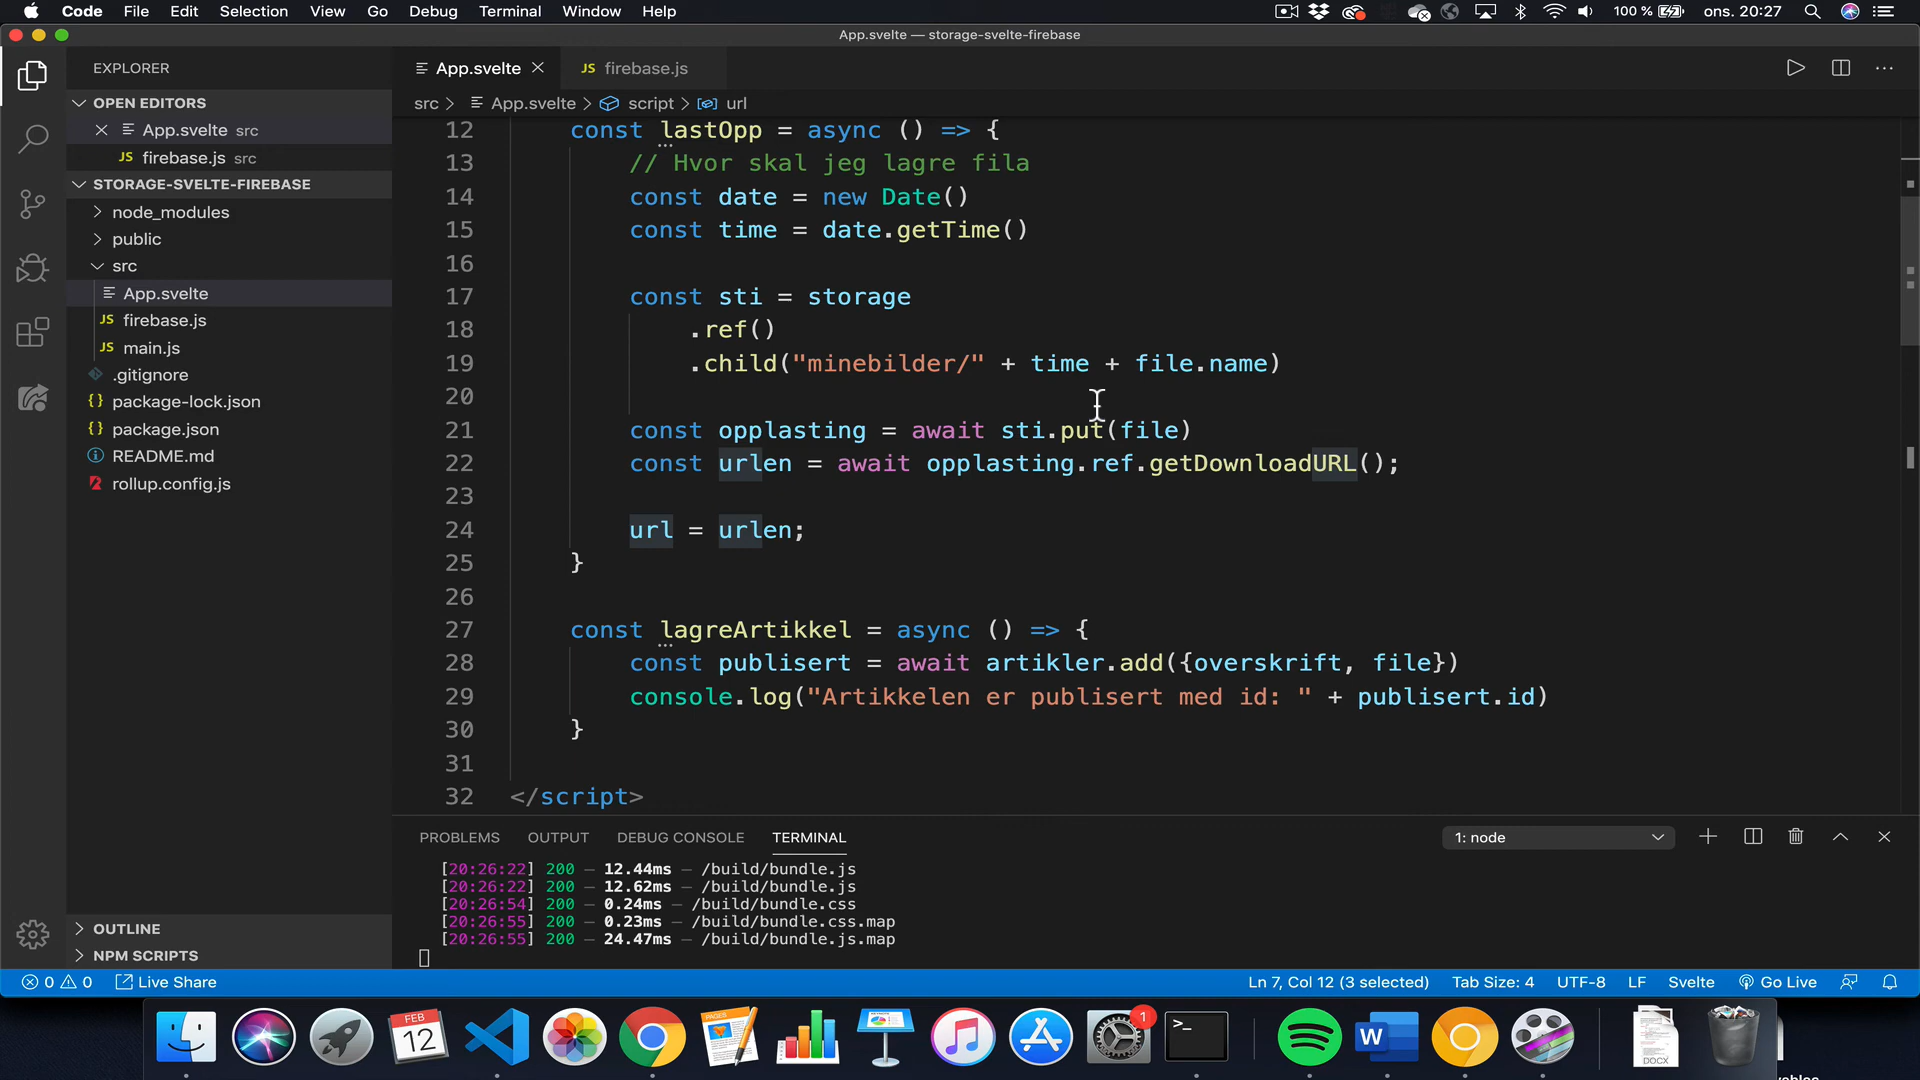 Code File Edit Selection View Go Debug Terminal Window Help 100 % ons. 20:27
App.svelte — storage-svelte-firebase
EXPLORER
App.svelte
JS firebase.js
OPEN EDITORS
App.svelte src
JS firebase.js src
STORAGE-SVELTE-FIREBASE
node_modules
public
src
App.svelte
JS firebase.js
JS main.js
.gitignore
{} package-lock.json
{} package.json
README.md
rollup.config.js
OUTLINE
NPM SCRIPTS
src > App.svelte > script > url
12 const lastOpp = async () => {
13 // Hvor skal jeg lagre fila
14 const date = new Date()
15 const time = date.getTime()
16
17 const sti = storage
18 .ref()
19 .child("minebilder/" + time + file.name)
20
21 const opplasting = await sti.put(file)
22 const urlen = await opplasting.ref.getDownloadURL();
23
24 url = urlen;
25 }
26
27 const lagreArtikkel = async () => {
28 const publisert = await artikler.add({overskrift, file})
29 console.log("Artikkelen er publisert med id: " + publisert.id)
30 }
31
32 </script>
PROBLEMS OUTPUT DEBUG CONSOLE TERMINAL 1: node
[20:26:22] 200 — 12.44ms — /build/bundle.js
[20:26:22] 200 — 12.62ms — /build/bundle.js
[20:26:54] 200 — 0.24ms — /build/bundle.css
[20:26:55] 200 — 0.23ms — /build/bundle.css.map
[20:26:55] 200 — 24.47ms — /build/bundle.js.map
0 0 Live Share Ln 7, Col 12 (3 selected) Tab Size: 4 UTF-8 LF Svelte Go Live
FEB
12
PAGES
1
>_
W
DOCX